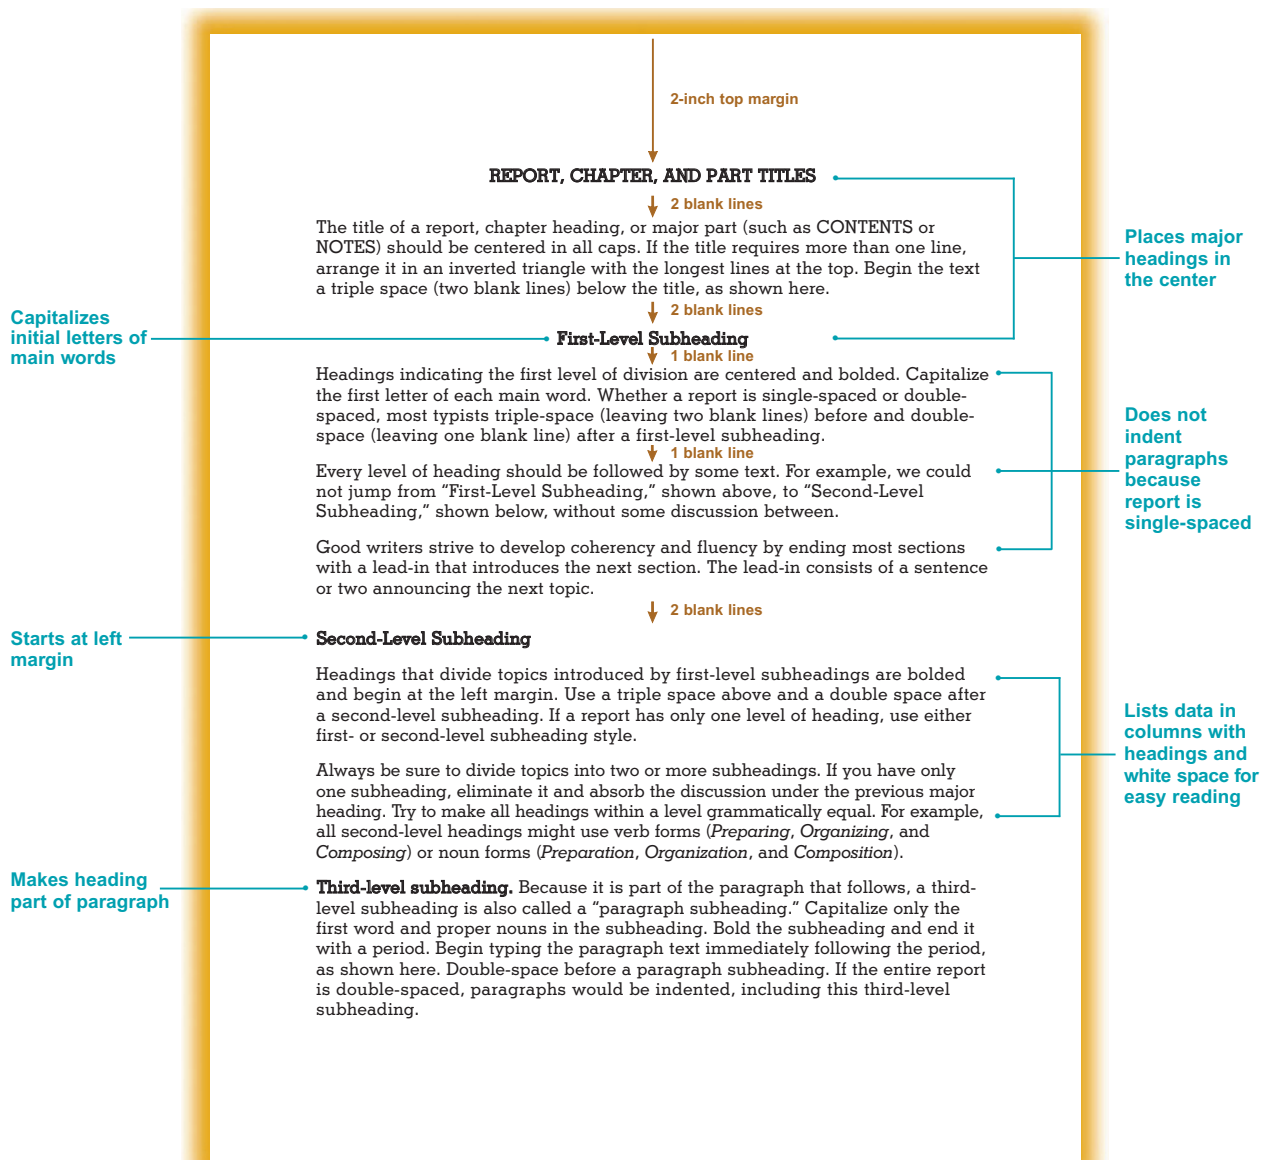 2-inch top margin
REPORT, CHAPTER, AND PART TITLES
2 blank lines
The title of a report, chapter heading, or major part (such as CONTENTS or
NOTES) should be centered in all caps. If the title requires more than one line,
arrange it in an inverted triangle with the longest lines at the top. Begin the text
a triple space (two blank lines) below the title, as shown here.
Places major
headings in
the center
2 blank lines
Capitalizes
initial letters of
main words
First-Level Subheading
1 blank line
Headings indicating the first level of division are centered and bolded. Capitalize
the first letter of each main word. Whether a report is single-spaced or double-
spaced, most typists triple-space (leaving two blank lines) before and double-
space (leaving one blank line) after a first-level subheading.
1 blank line
Every level of heading should be followed by some text. For example, we could
not jump from “First-Level Subheading,” shown above, to “Second-Level
Subheading,” shown below, without some discussion between.
Does not
indent
paragraphs
because
report is
single-spaced
Good writers strive to develop coherency and fluency by ending most sections
with a lead-in that introduces the next section. The lead-in consists of a sentence
or two announcing the next topic.
2 blank lines
Starts at left
margin
Second-Level Subheading
Headings that divide topics introduced by first-level subheadings are bolded
and begin at the left margin. Use a triple space above and a double space after
a second-level subheading. If a report has only one level of heading, use either
first- or second-level subheading style.
Lists data in
columns with
headings and
white space for
easy reading
Always be sure to divide topics into two or more subheadings. If you have only
one subheading, eliminate it and absorb the discussion under the previous major
heading. Try to make all headings within a level grammatically equal. For example,
all second-level headings might use verb forms (Preparing, Organizing, and
Composing) or noun forms (Preparation, Organization, and Composition).
Makes heading
part of paragraph
Third-level subheading. Because it is part of the paragraph that follows, a third-
level subheading is also called a “paragraph subheading.” Capitalize only the
first word and proper nouns in the subheading. Bold the subheading and end it
with a period. Begin typing the paragraph text immediately following the period,
as shown here. Double-space before a paragraph subheading. If the entire report
is double-spaced, paragraphs would be indented, including this third-level
subheading.